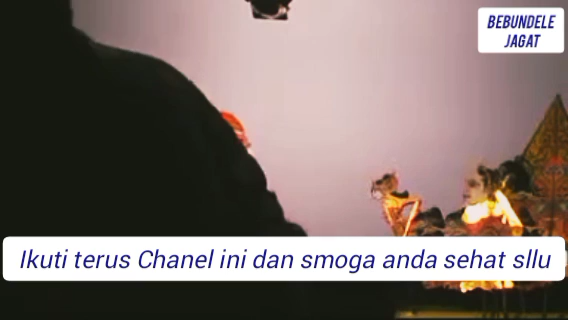 BEBUNDELE
JAGAT
Ikuti terus Chanel ini dan smoga anda sehat sllu